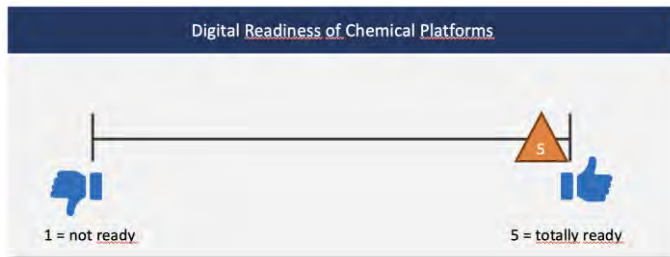 Digital Readiness of Chemical Platforms
5
1 = not ready
5 = totally ready